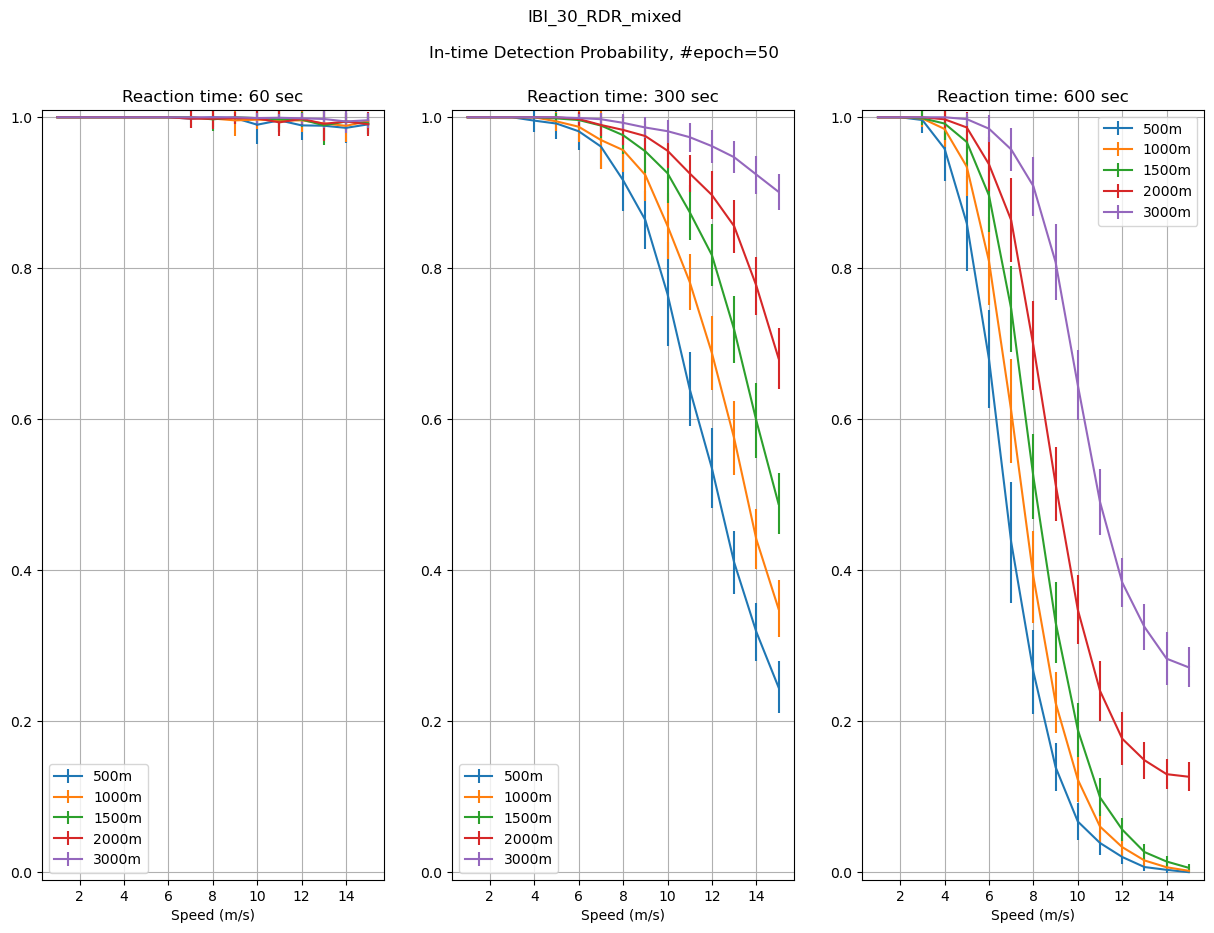 IBI_30_RDR_mixed
In-time Detection Probability, #epoch=50
Reaction time: 60 sec
1.0
0.8
0.6
0.4
0.2
0.0
2 4 6 8 10 12 14
Speed (m/s)
500m
1000m
1500m
2000m
3000m
Reaction time: 300 sec
1.0
0.8
0.6
0.4
0.2
0.0
2 4 6 8 10 12 14
Speed (m/s)
500m
1000m
1500m
2000m
3000m
Reaction time: 600 sec
1.0
0.8
0.6
0.4
0.2
0.0
2 4 6 8 10 12 14
Speed (m/s)
500m
1000m
1500m
2000m
3000m